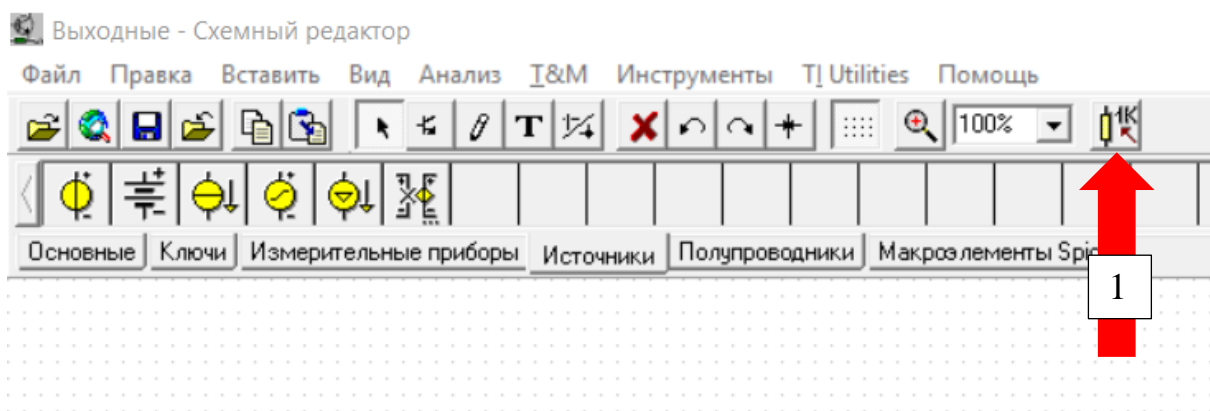 Выходные - Схемный редактор
Файл Правка Вставить Вид Анализ T&M Инструменты TI Utilities Помощь
T 100% 1K
Основные Ключи Измерительные приборы Источники Полупроводники Макроэлементы
1